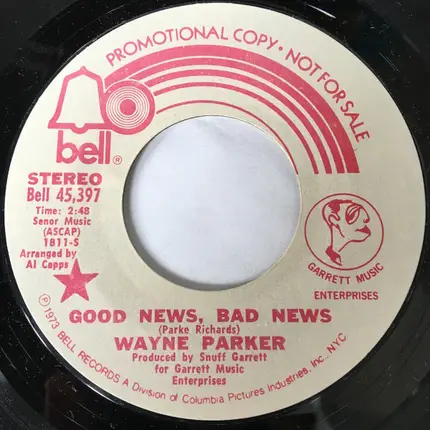 PROMOTIONAL COPY • NOT FOR SALE
bell®
STEREO
Bell 45,397
Time: 2:48
Senor Music
(ASCAP)
1811-S
Arranged by
Al Capps
GARRETT MUSIC
ENTERPRISES
GOOD NEWS, BAD NEWS
(Parke Richards)
WAYNE PARKER
Produced by Snuff Garrett
for Garrett Music
Enterprises
Ⓟ1973 BELL RECORDS A Division of Columbia Pictures Industries, Inc., NYC